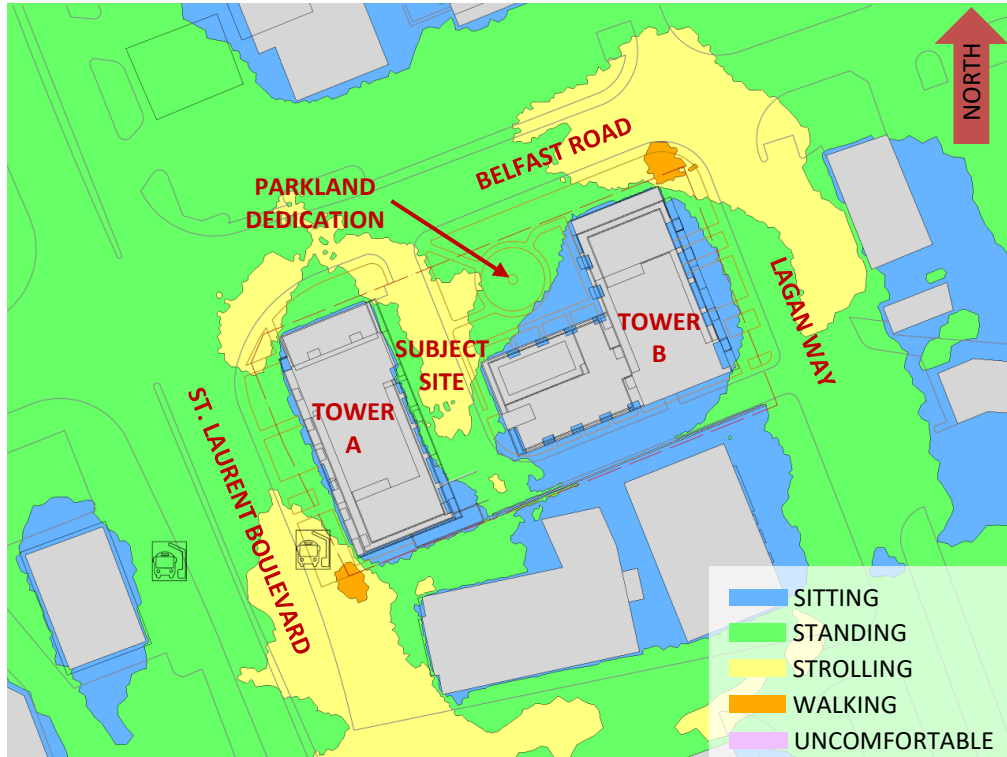 NORTH
BELFAST ROAD
PARKLAND
DEDICATION
LAGAN WAY
SUBJECT
SITE
TOWER
B
TOWER
A
ST. LAURENT BOULEVARD
SITTING
STANDING
STROLLING
WALKING
UNCOMFORTABLE